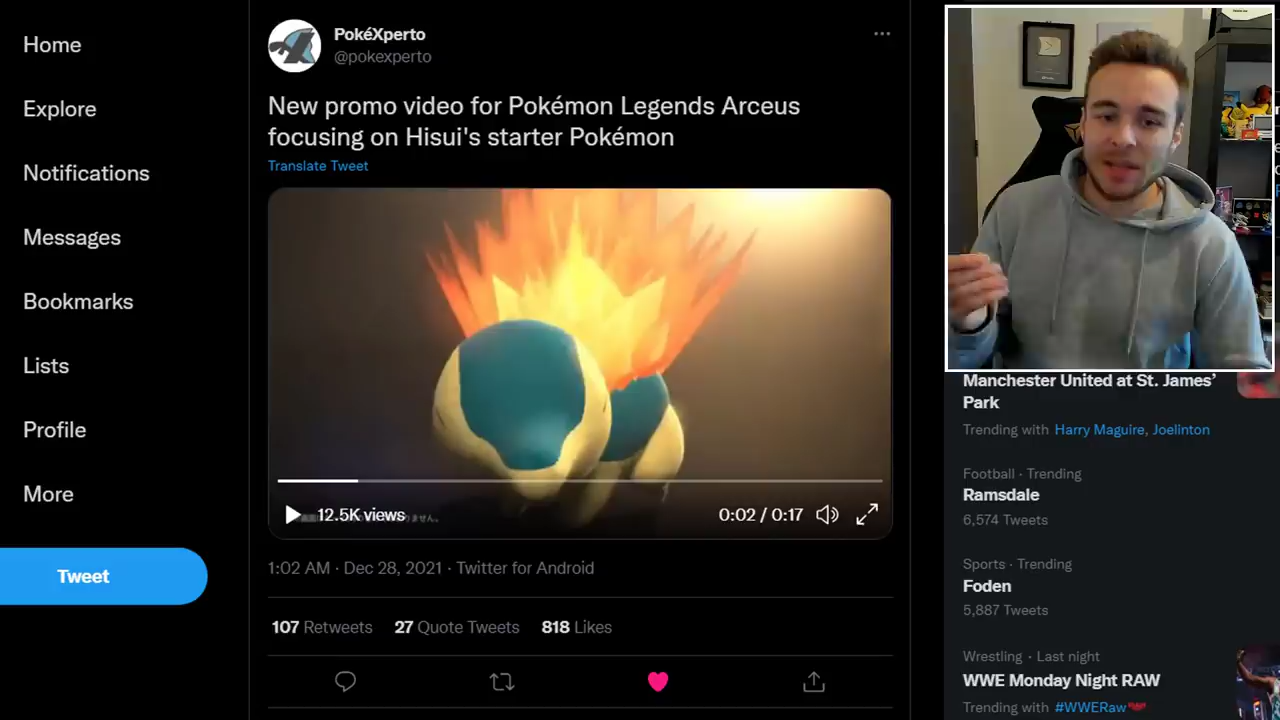 Home
Explore
Notifications
Messages
Bookmarks
Lists
Profile
More
Tweet
PokéXperto
@pokexperto
New promo video for Pokémon Legends Arceus
focusing on Hisui's starter Pokémon
Translate Tweet
12.5K views
0:02 / 0:17
1:02 AM · Dec 28, 2021 · Twitter for Android
107 Retweets 27 Quote Tweets 818 Likes
Manchester United at St. James'
Park
Trending with Harry Maguire, Joelinton
Football · Trending
Ramsdale
6,574 Tweets
Sports · Trending
Foden
5,887 Tweets
Wrestling · Last night
WWE Monday Night RAW
Trending with #WWERaw